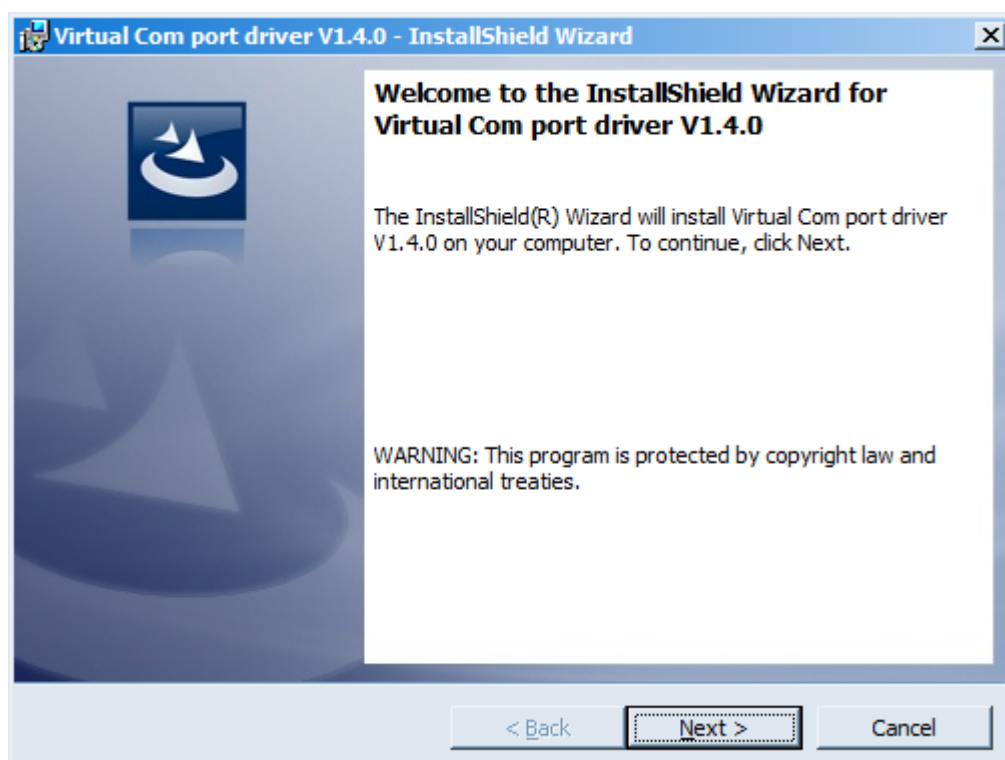 Virtual Com port driver V1.4.0 - InstallShield Wizard
Welcome to the InstallShield Wizard for
Virtual Com port driver V1.4.0
The InstallShield(R) Wizard will install Virtual Com port driver
V1.4.0 on your computer. To continue, click Next.
WARNING: This program is protected by copyright law and
international treaties.
< Back
Next >
Cancel